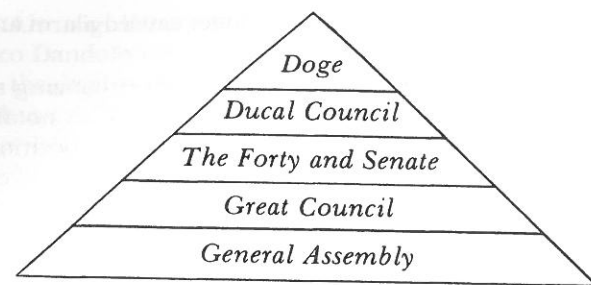 Doge
Ducal Council
The Forty and Senate
Great Council
General Assembly